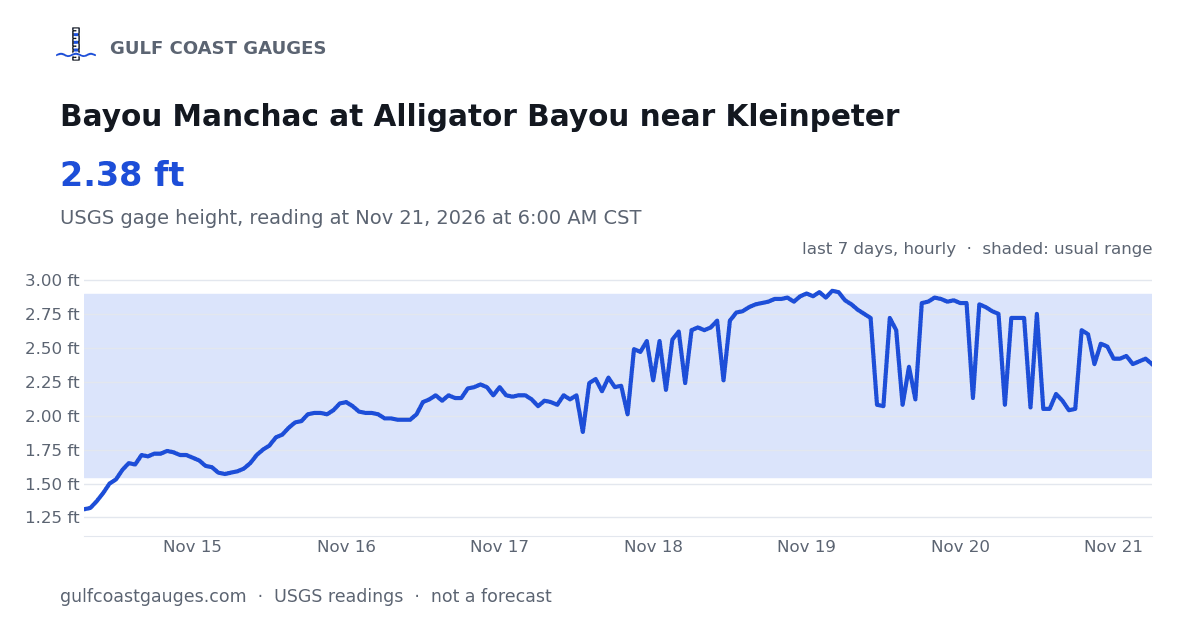 GULF COAST GAUGES
Bayou Manchac at Alligator Bayou near Kleinpeter
2.38 ft
USGS gage height, reading at Nov 21, 2026 at 6:00 AM CST
last 7 days, hourly · shaded: usual range
3.00 ft
2.75 ft
2.50 ft
2.25 ft
2.00 ft
1.75 ft
1.50 ft
1.25 ft
Nov 15 Nov 16 Nov 17 Nov 18 Nov 19 Nov 20 Nov 21
gulfcoastgauges.com · USGS readings · not a forecast